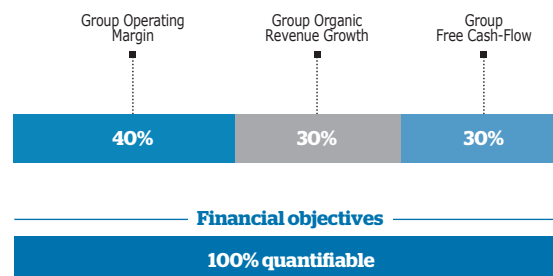 Group Operating
Margin
Group Organic
Revenue Growth
Group
Free Cash-Flow
40%
30%
30%
Financial objectives
100% quantifiable